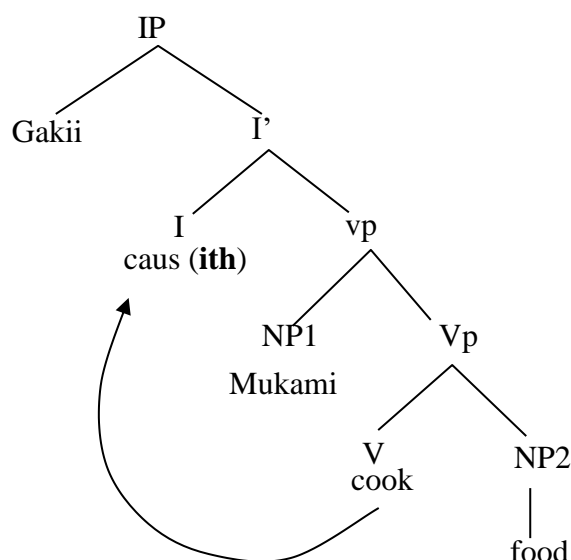 IP
Gakii I’
I vp
caus (ith)
NP1 Vp
Mukami
V NP2
cook
food